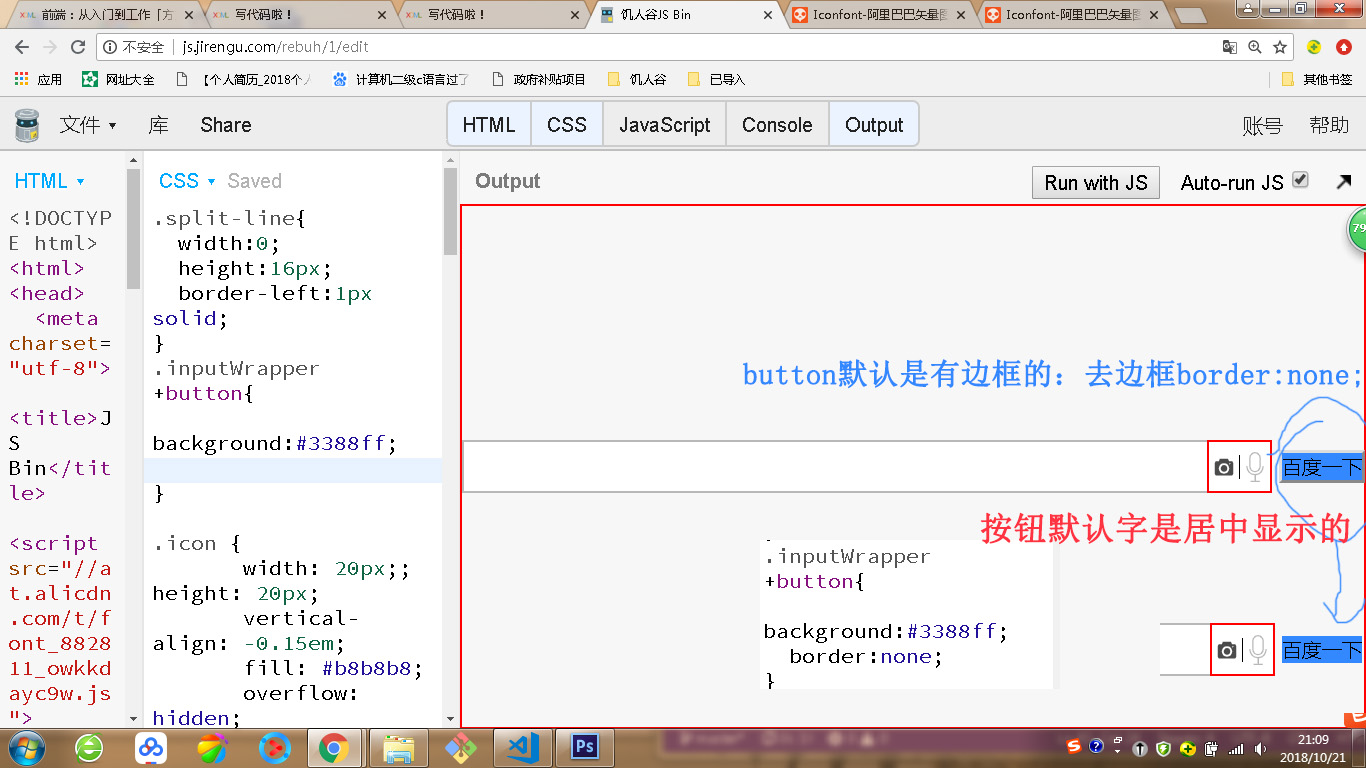 前端：从入门到工作「方
写代码啦！
写代码啦！
饥人谷JS Bin
Iconfont-阿里巴巴矢量图
Iconfont-阿里巴巴矢量图
不安全 | js.jirengu.com/rebuh/1/edit
应用
网址大全
【个人简历_2018个人
计算机二级c语言过了
政府补贴项目
饥人谷
已导入
其他书签
文件
库
Share
HTML
CSS
JavaScript
Console
Output
账号
帮助
HTML
<!DOCTYP
E html>
<html>
<head>
<meta
charset=
"utf-8">
<title>J
S
Bin</tit
le>
<script
src="//a
t.alicdn
.com/t/f
ont_8828
11_owkkd
ayc9w.js
">
CSS
Saved
.split-line{
width:0;
height:16px;
border-left:1px
solid;
}
.inputWrapper
+button{
background:#3388ff;
}
.icon {
width: 20px;;
height: 20px;
vertical-
align: -0.15em;
fill: #b8b8b8;
overflow:
hidden;
Output
Run with JS
Auto-run JS
79
button默认是有边框的：去边框border:none;
百度一下
按钮默认字是居中显示的
.inputWrapper
+button{
background:#3388ff;
border:none;
}
百度一下
Ps
21:09
2018/10/21